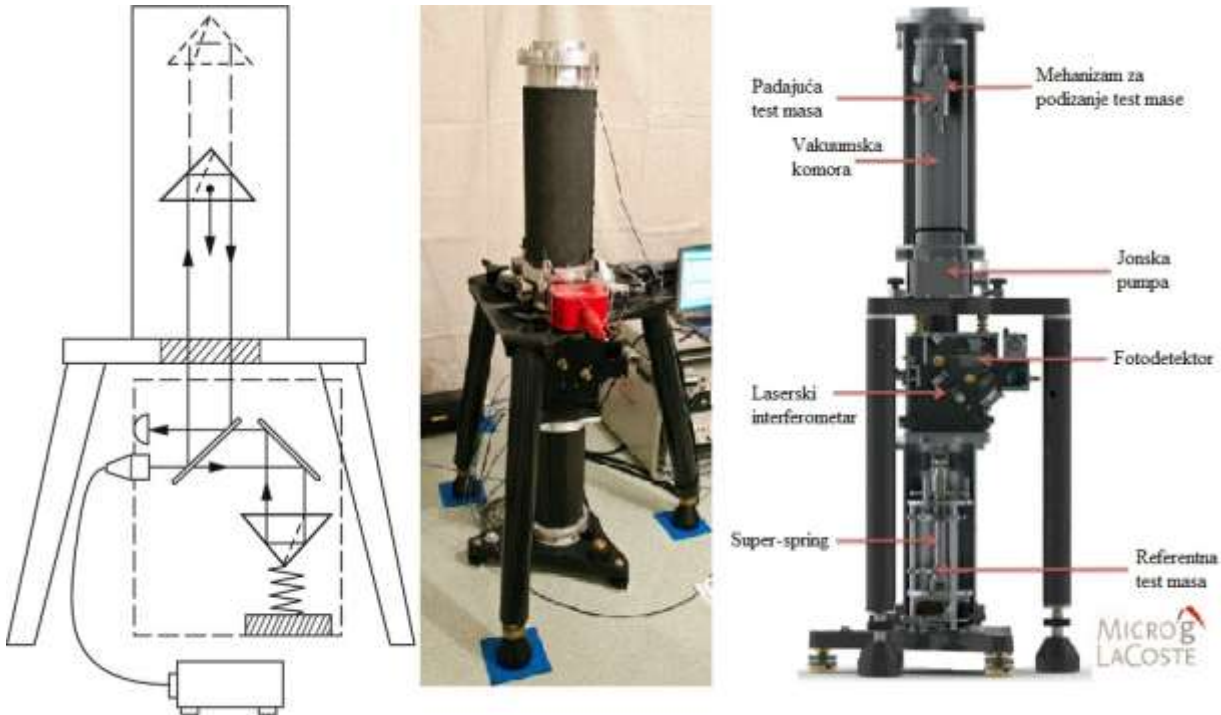 Padajuća
test masa
Mehanizam za
podizanje test mase
Vakuumska
komora
Jonska
pumpa
Fotodetektor
Laserski
interferometar
Super-spring
Referentna
test masa
MICRO g
LACOSTE